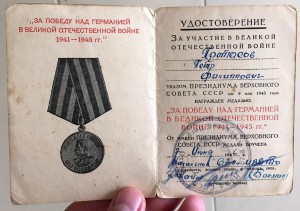 "ЗА ПОБЕДУ НАД ГЕРМАНИЕЙ
В ВЕЛИКОЙ ОТЕЧЕСТВЕННОЙ ВОЙНЕ
1941—1945 гг."
УДОСТОВЕРЕНИЕ
ЗА УЧАСТИЕ В ВЕЛИКОЙ
ОТЕЧЕСТВЕННОЙ ВОЙНЕ
Петр
Филиппович
УКАЗОМ ПРЕЗИДИУМА ВЕРХОВНОГО
СОВЕТА СССР от 9 мая 1945 года
НАГРАЖДЕН МЕДАЛЬЮ
"ЗА ПОБЕДУ НАД ГЕРМАНИЕЙ
В ВЕЛИКОЙ ОТЕЧЕСТВЕННОЙ
ВОЙНЕ 1941—1945 гг."
От имени ПРЕЗИДИУМА ВЕРХОВНОГО
СОВЕТА СССР МЕДАЛЬ ВРУЧЕНА